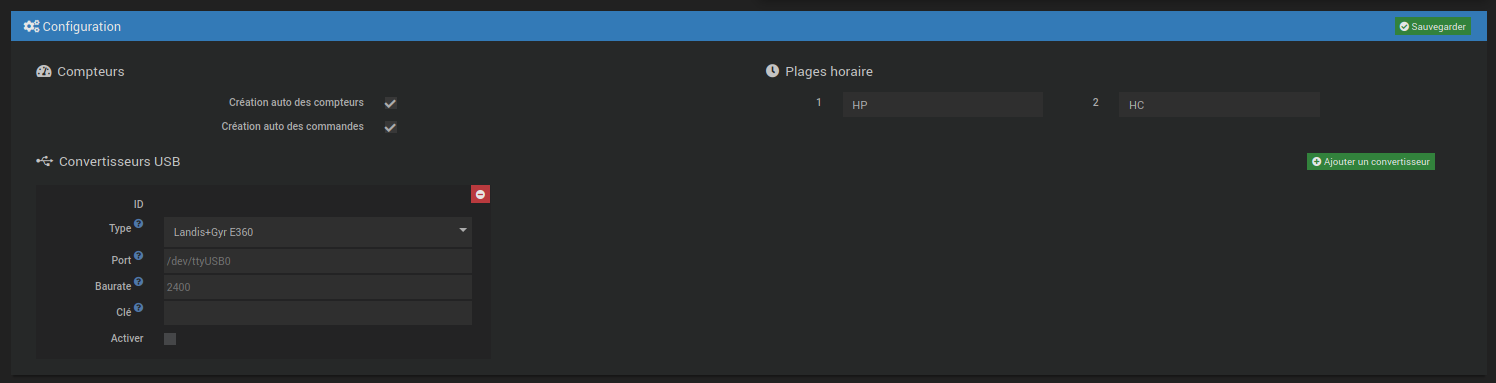 Configuration
Sauvegarder
Compteurs
Création auto des compteurs
Création auto des commandes
Plages horaire
1 HP 2 HC
Convertisseurs USB
Ajouter un convertisseur
ID
Type ? Landis+Gyr E360
Port ? /dev/ttyUSB0
Baurate ? 2400
Clé ?
Activer